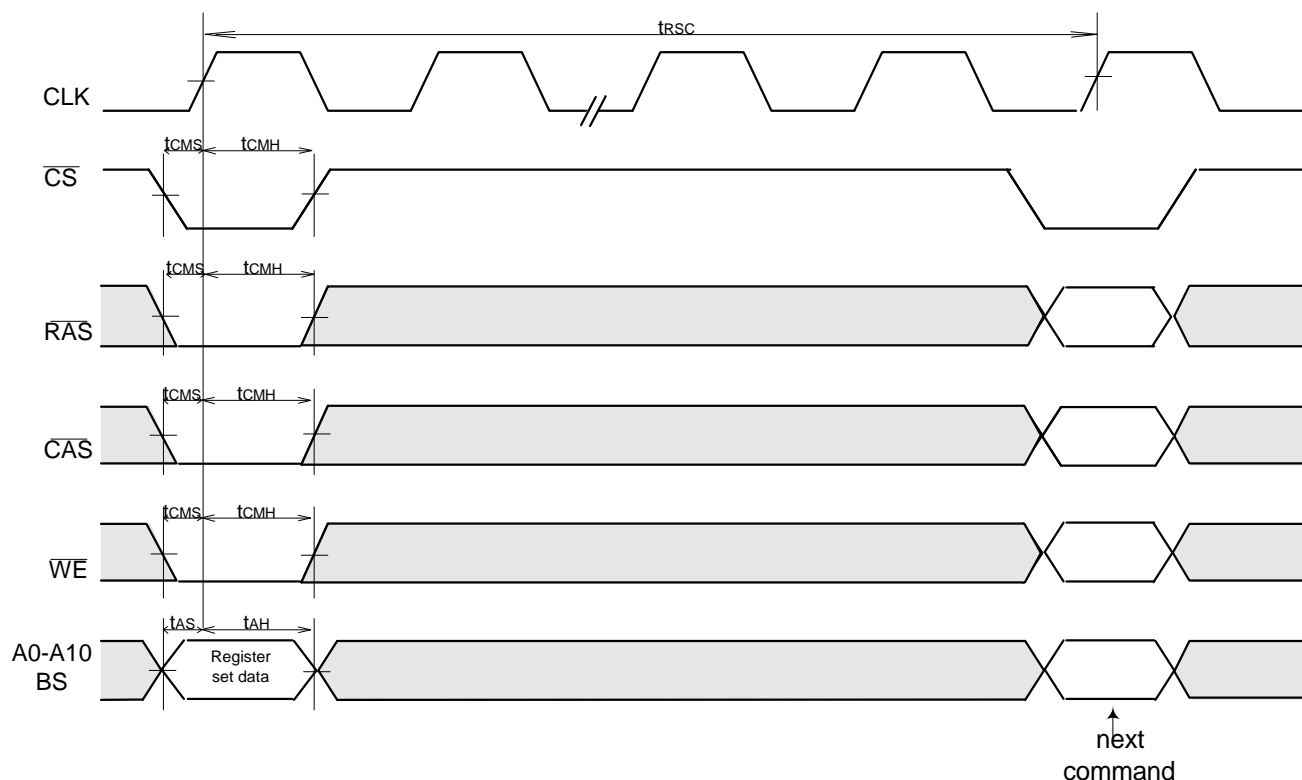 tRSC
CLK
tCMS tCMH
CS
tCMS tCMH
RAS
tCMS tCMH
CAS
tCMS tCMH
WE
tAS tAH
A0-A10
BS
Register
set data
next
command